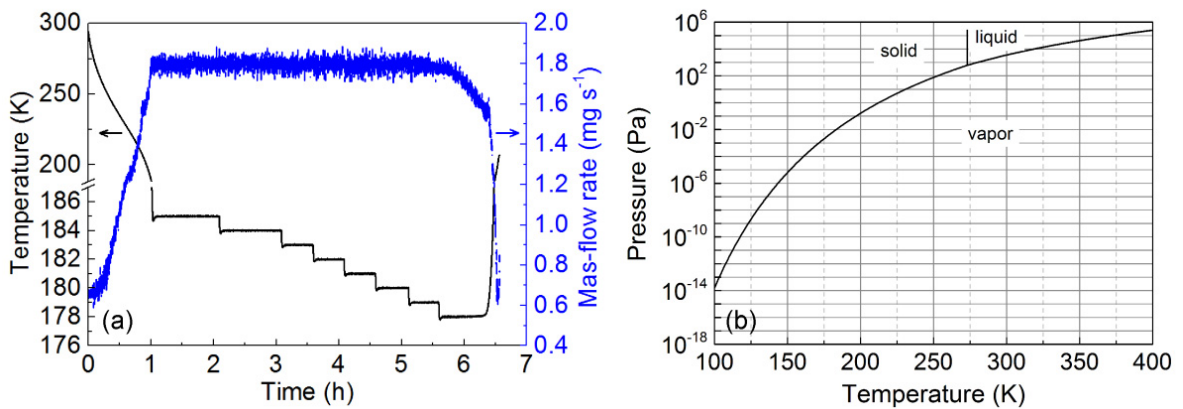 300
250
200
186
184
182
180
178
176
Temperature (K)
(a)
0 1 2 3 4 5 6 7
Time (h)
2.0
1.8
1.6
1.4
1.2
1.0
0.8
0.6
0.4
Mas-flow rate (mg s⁻¹)
10⁶
10²
10⁻²
10⁻⁶
10⁻¹⁰
10⁻¹⁴
10⁻¹⁸
Pressure (Pa)
solid
liquid
vapor
(b)
100 150 200 250 300 350 400
Temperature (K)